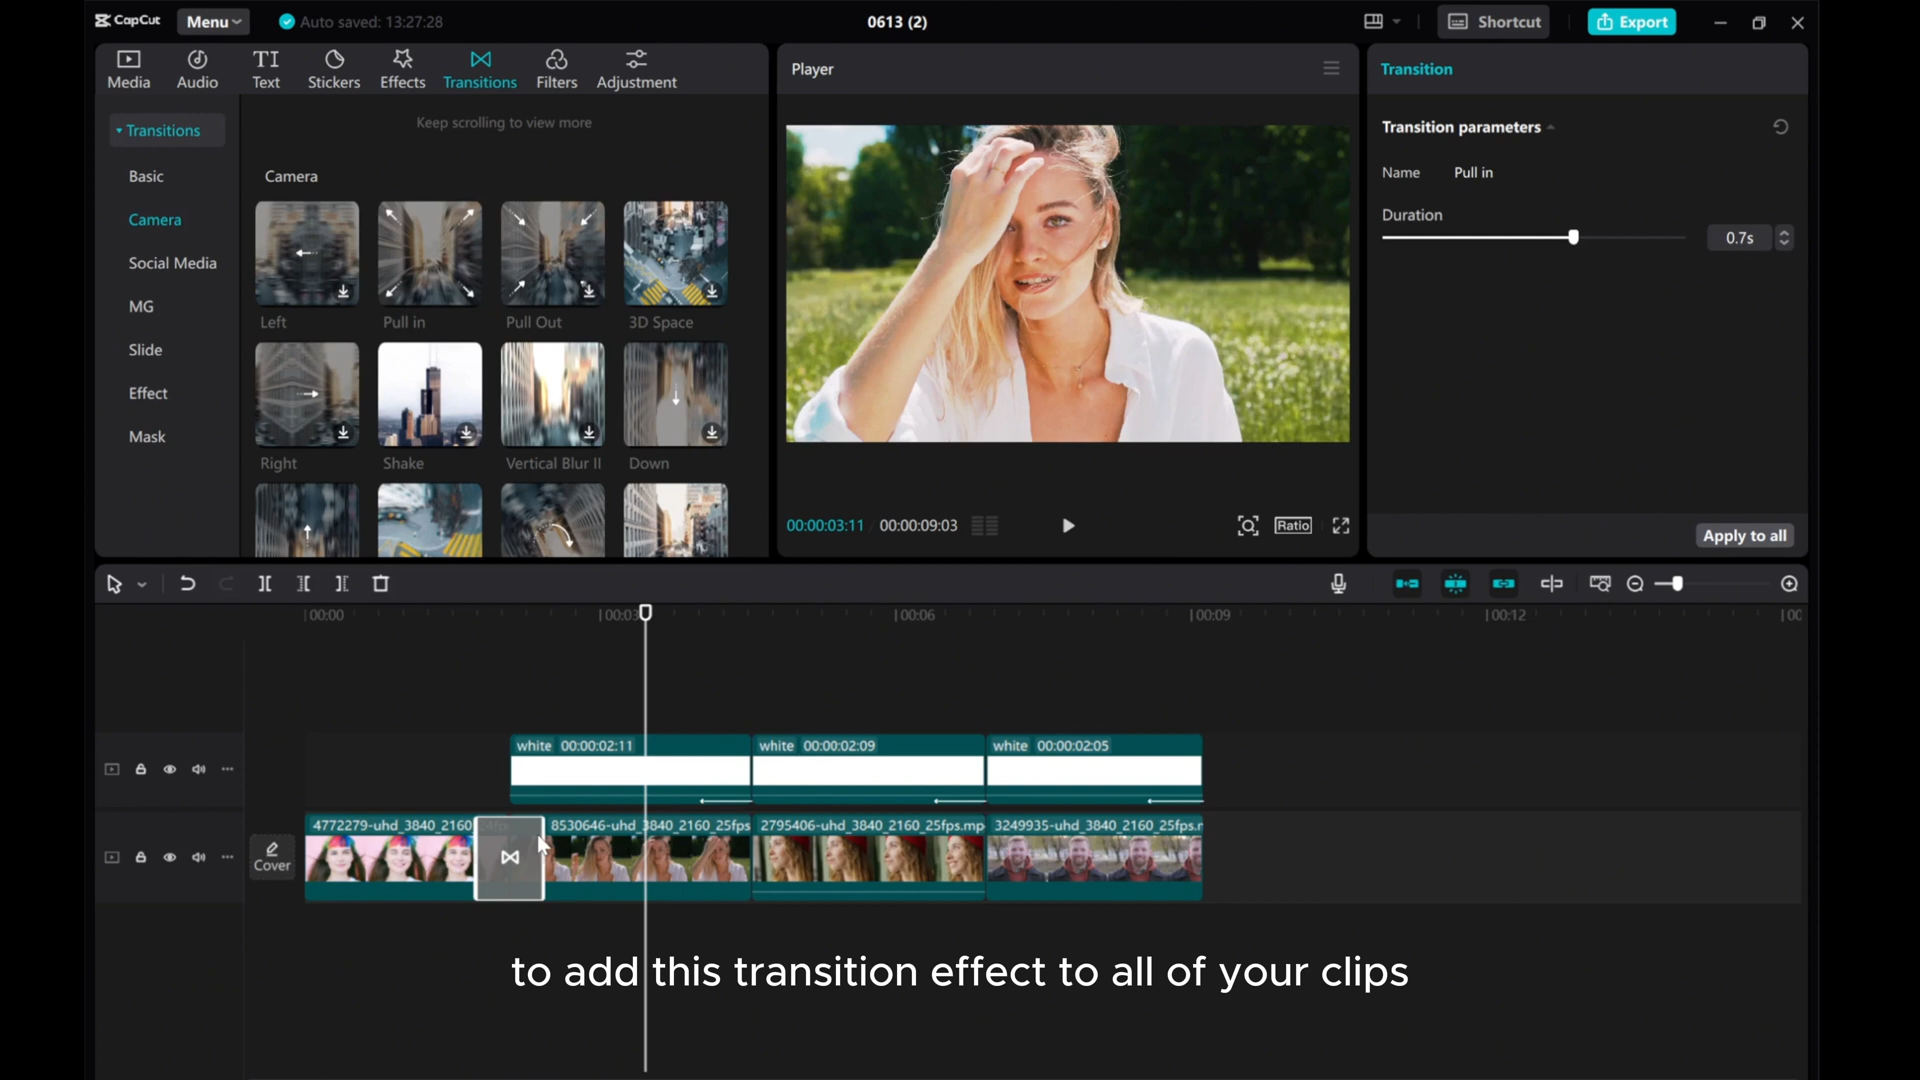 CapCut
Menu
Auto saved: 13:27:28
0613 (2)
Shortcut
Export
Media
Audio
TI
Text
Stickers
Effects
Transitions
Filters
Adjustment
Transitions
Basic
Camera
Social Media
MG
Slide
Effect
Mask
Keep scrolling to view more
Camera
Left
Pull in
Pull Out
3D Space
Right
Shake
Vertical Blur II
Down
Player
00:00:03:11 / 00:00:09:03
Ratio
Transition
Transition parameters
Name Pull in
Duration
0.7s
Apply to all
00:00
00:03
00:06
00:09
00:12
00
white 00:00:02:11
white 00:00:02:09
white 00:00:02:05
Cover
4772279-uhd_3840_2160
8530646-uhd_3840_2160_25fps
2795406-uhd_3840_2160_25fps.mp
3249935-uhd_3840_2160_25fps.m
to add this transition effect to all of your clips